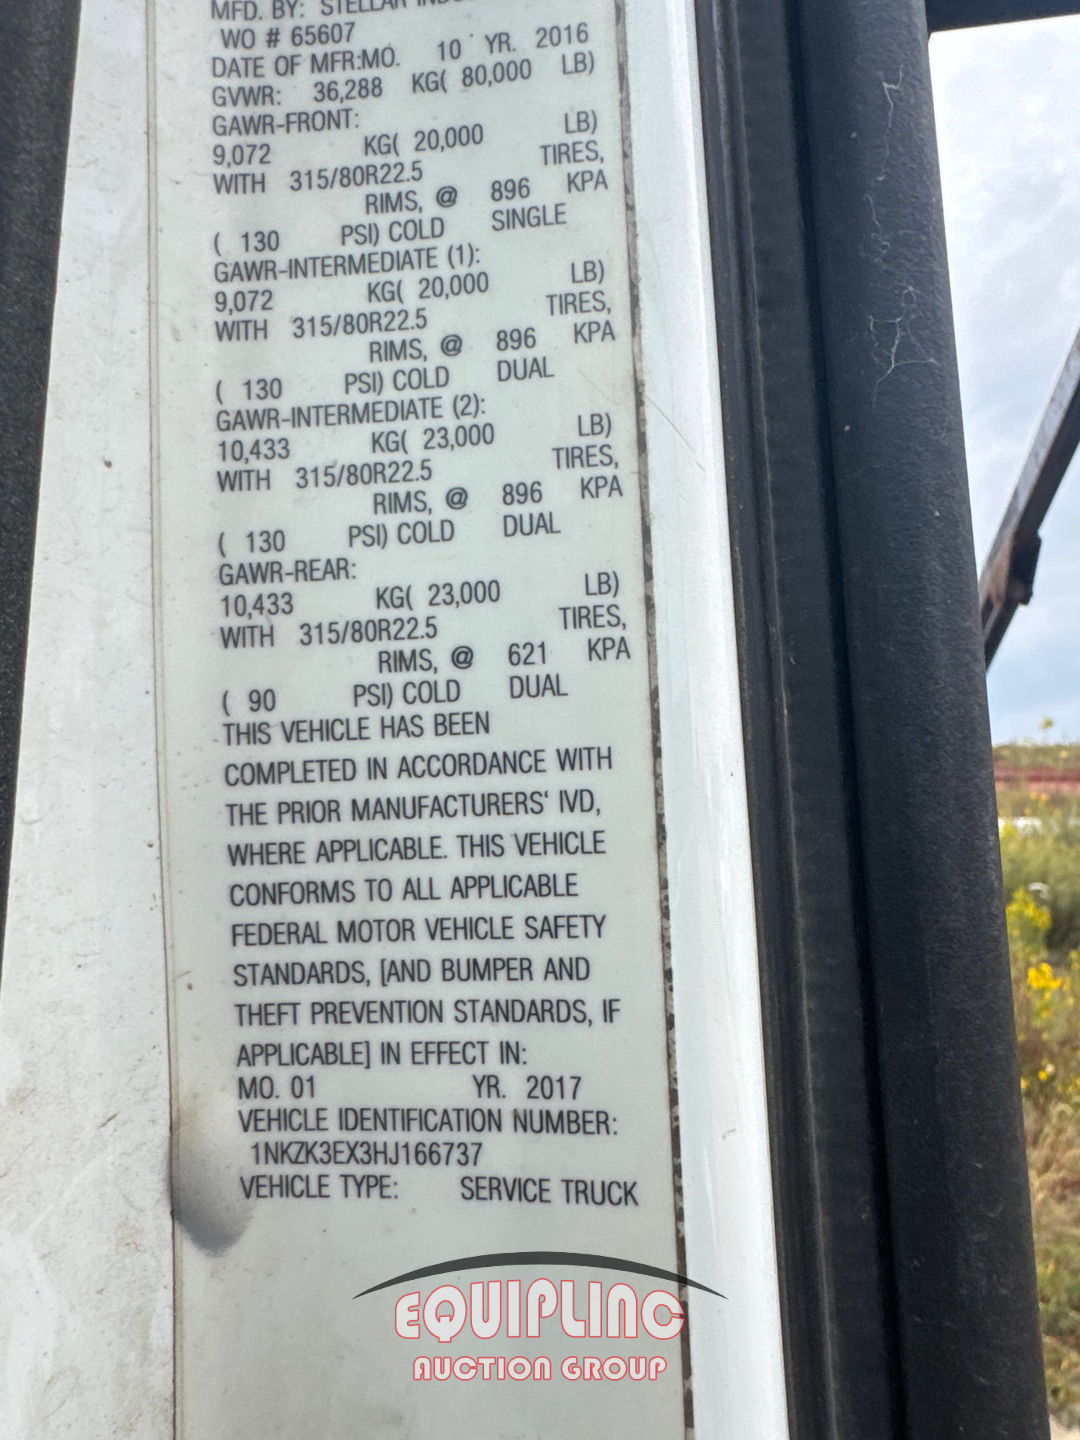 MFD. BY: STELLAR
WO # 65607
DATE OF MFR:MO. 10 YR. 2016
GVWR: 36,288 KG( 80,000 LB)
GAWR-FRONT:
9,072 KG( 20,000 LB)
WITH 315/80R22.5 TIRES,
RIMS, @ 896 KPA
( 130 PSI) COLD SINGLE
GAWR-INTERMEDIATE (1):
9,072 KG( 20,000 LB)
WITH 315/80R22.5 TIRES,
RIMS, @ 896 KPA
( 130 PSI) COLD DUAL
GAWR-INTERMEDIATE (2):
10,433 KG( 23,000 LB)
WITH 315/80R22.5 TIRES,
RIMS, @ 896 KPA
( 130 PSI) COLD DUAL
GAWR-REAR:
10,433 KG( 23,000 LB)
WITH 315/80R22.5 TIRES,
RIMS, @ 621 KPA
( 90 PSI) COLD DUAL
THIS VEHICLE HAS BEEN
COMPLETED IN ACCORDANCE WITH
THE PRIOR MANUFACTURERS' IVD,
WHERE APPLICABLE. THIS VEHICLE
CONFORMS TO ALL APPLICABLE
FEDERAL MOTOR VEHICLE SAFETY
STANDARDS, [AND BUMPER AND
THEFT PREVENTION STANDARDS, IF
APPLICABLE] IN EFFECT IN:
MO. 01 YR. 2017
VEHICLE IDENTIFICATION NUMBER:
1NKZK3EX3HJ166737
VEHICLE TYPE: SERVICE TRUCK
EQUIPLINC
AUCTION GROUP